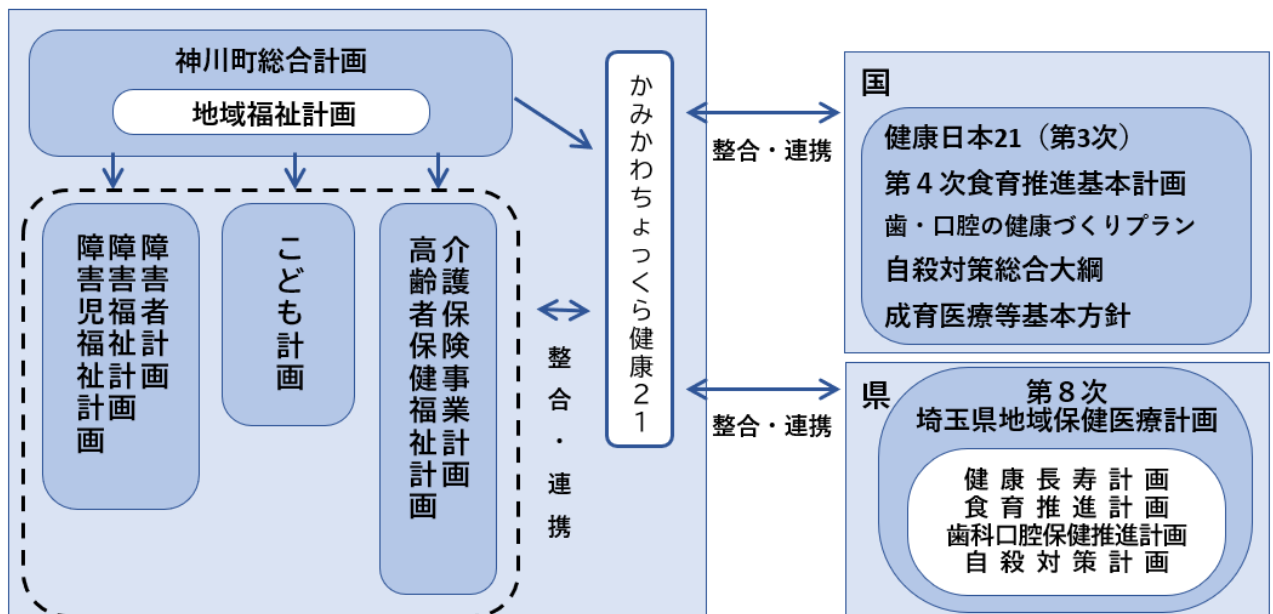 神川町総合計画
地域福祉計画
障害者計画
障害福祉計画
障害児福祉計画
こども計画
介護保険事業計画
高齢者保健福祉計画
整合・連携
かみかわちょっくら健康21
整合・連携
整合・連携
国
健康日本21（第3次）
第４次食育推進基本計画
歯・口腔の健康づくりプラン
自殺対策総合大綱
成育医療等基本方針
県
第８次
埼玉県地域保健医療計画
健康長寿計画
食育推進計画
歯科口腔保健推進計画
自殺対策計画